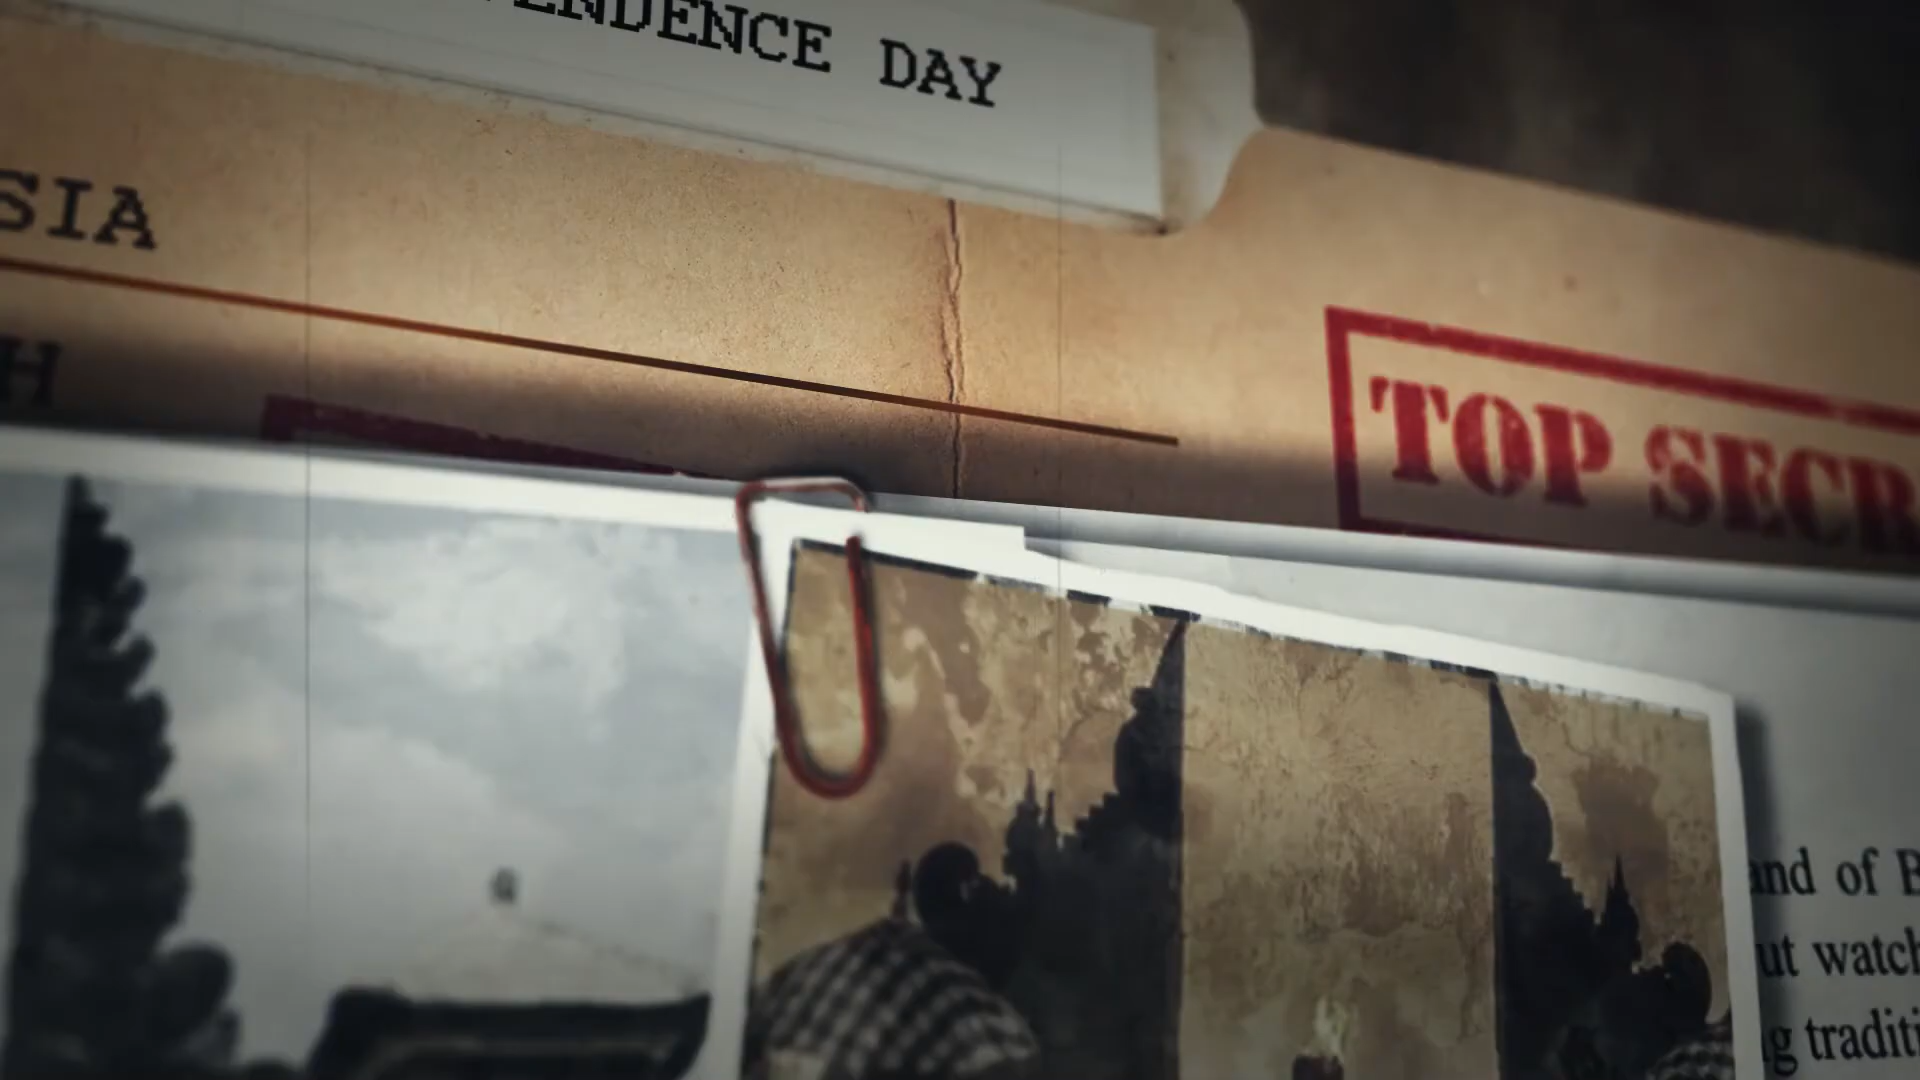 ENDENCE DAY
SIA
H
TOP SECR
and of B
ut watch
g traditi